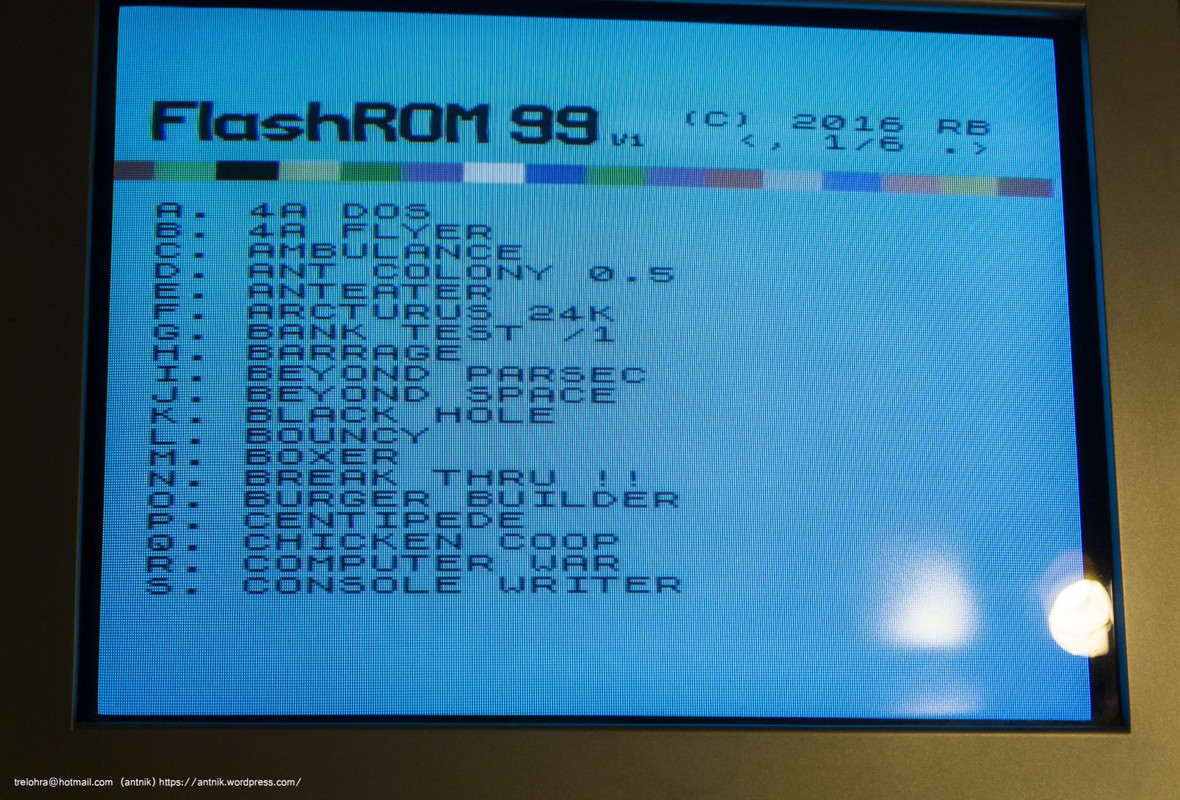 FlashROM 99 V1 (C) 2016 RB
<, 1/6 .>
A. 4A DOS
B. 4A FLYER
C. AMBULANCE
D. ANT COLONY 0.5
E. ANTEATER
F. ARCTURUS 24K
G. BANK TEST /1
H. BARRAGE
I. BEYOND PARSEC
J. BEYOND SPACE
K. BLACK HOLE
L. BOUNCY
M. BOXER
N. BREAK THRU !!
O. BURGER BUILDER
P. CENTIPEDE
Q. CHICKEN COOP
R. COMPUTER WAR
S. CONSOLE WRITER
trelohra@hotmail.com (antnik) https://antnik.wordpress.com/